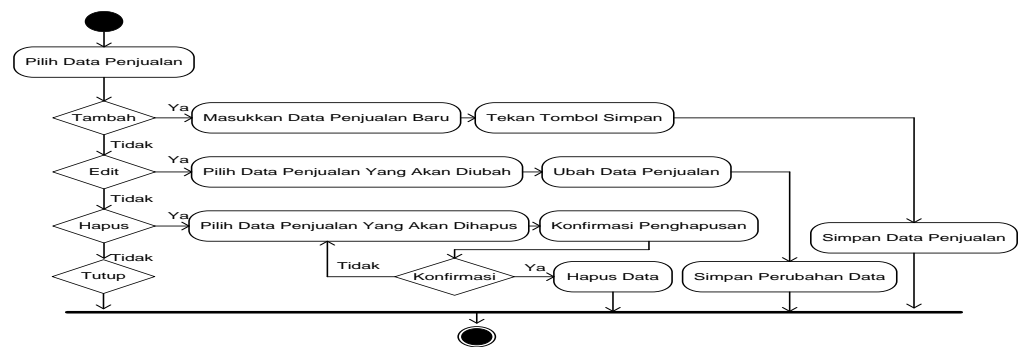 Pilih Data Penjualan
Tambah
Ya
Masukkan Data Penjualan Baru
Tekan Tombol Simpan
Tidak
Edit
Ya
Pilih Data Penjualan Yang Akan Diubah
Ubah Data Penjualan
Tidak
Hapus
Ya
Pilih Data Penjualan Yang Akan Dihapus
Konfirmasi Penghapusan
Simpan Data Penjualan
Tidak
Tutup
Tidak
Konfirmasi
Ya
Hapus Data
Simpan Perubahan Data